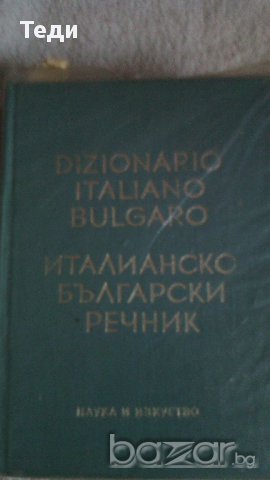 Теди
DIZIONARIO
ITALIANO
BULGARO
ИТАЛИАНСКО
БЪЛГАРСКИ
РЕЧНИК
НАУКА И ИЗКУСТВО
bazar.bg